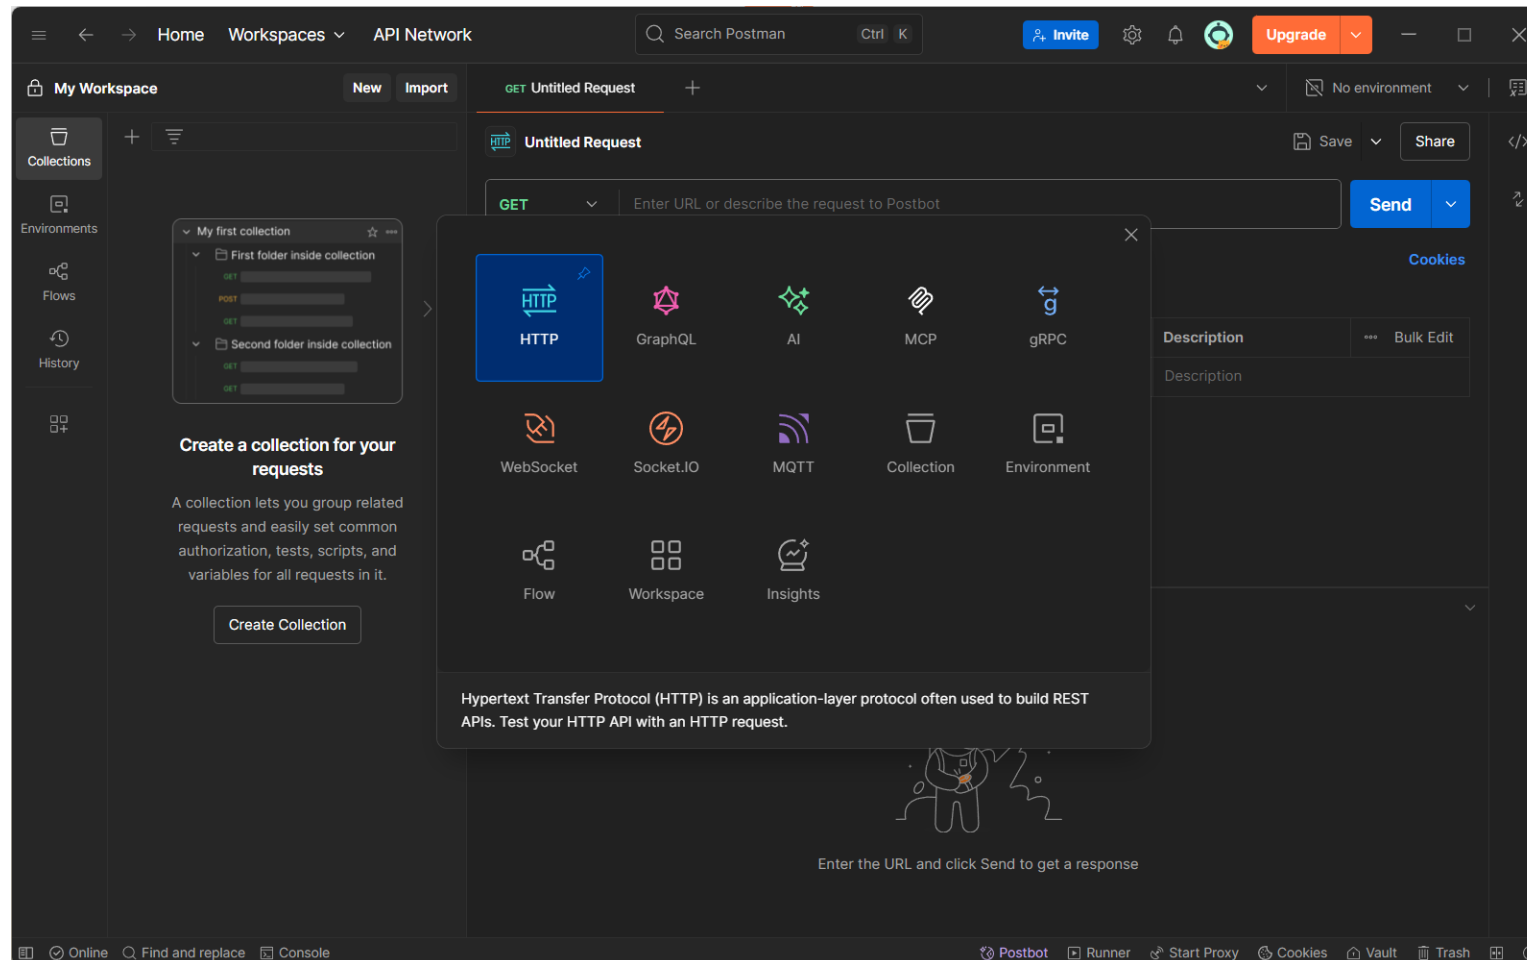 Home Workspaces API Network Search Postman Ctrl K Invite Upgrade
My Workspace New Import GET Untitled Request No environment
Collections
Environments
Flows
History
My first collection
First folder inside collection
GET
POST
GET
Second folder inside collection
GET
GET
Create a collection for your
requests
A collection lets you group related
requests and easily set common
authorization, tests, scripts, and
variables for all requests in it.
Create Collection
HTTP Untitled Request Save Share
GET Enter URL or describe the request to Postbot Send
Cookies
Description Bulk Edit
Description
HTTP
HTTP GraphQL AI MCP gRPC
WebSocket Socket.IO MQTT Collection Environment
Flow Workspace Insights
Hypertext Transfer Protocol (HTTP) is an application-layer protocol often used to build REST
APIs. Test your HTTP API with an HTTP request.
Enter the URL and click Send to get a response
Online Find and replace Console Postbot Runner Start Proxy Cookies Vault Trash